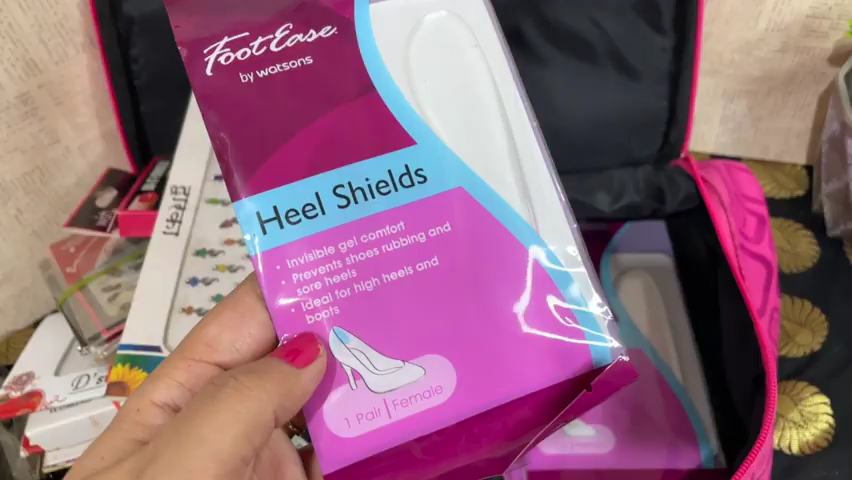 FootEase
by watsons
Heel Shields
• Invisible gel comfort
• Prevents shoes rubbing and
sore heels
• Ideal for high heels and
boots
1 Pair | Female
D's